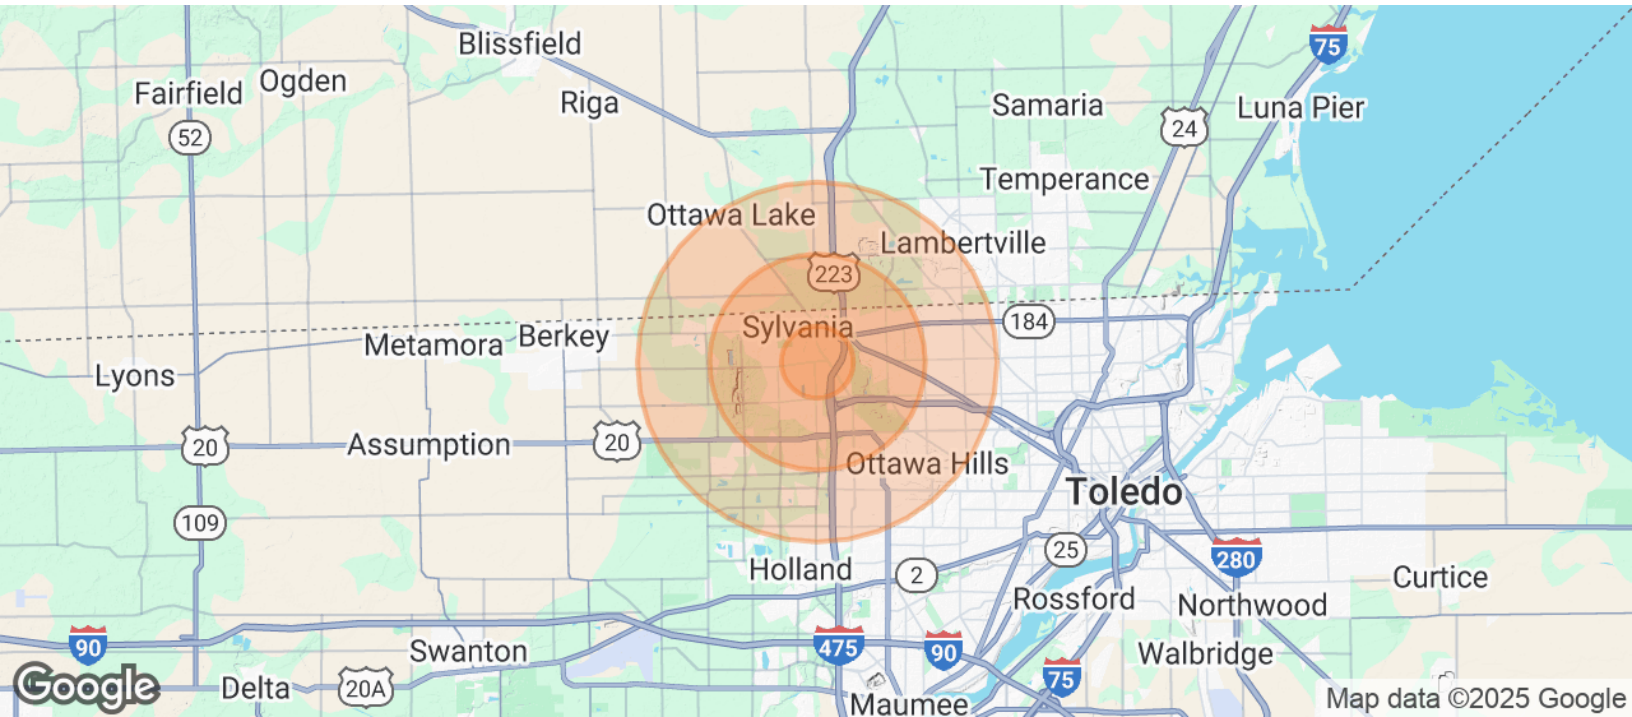 Blissfield
75
Fairfield
Ogden
Riga
Samaria
Luna Pier
52
24
Temperance
Ottawa Lake
Lambertville
223
Sylvania
184
Metamora
Berkey
Lyons
20
Assumption
20
Ottawa Hills
Toledo
109
25
280
Holland
2
Curtice
Rossford
Northwood
90
Swanton
475
90
Walbridge
75
Google
Delta
20A
Maumee
Map data ©2025 Google